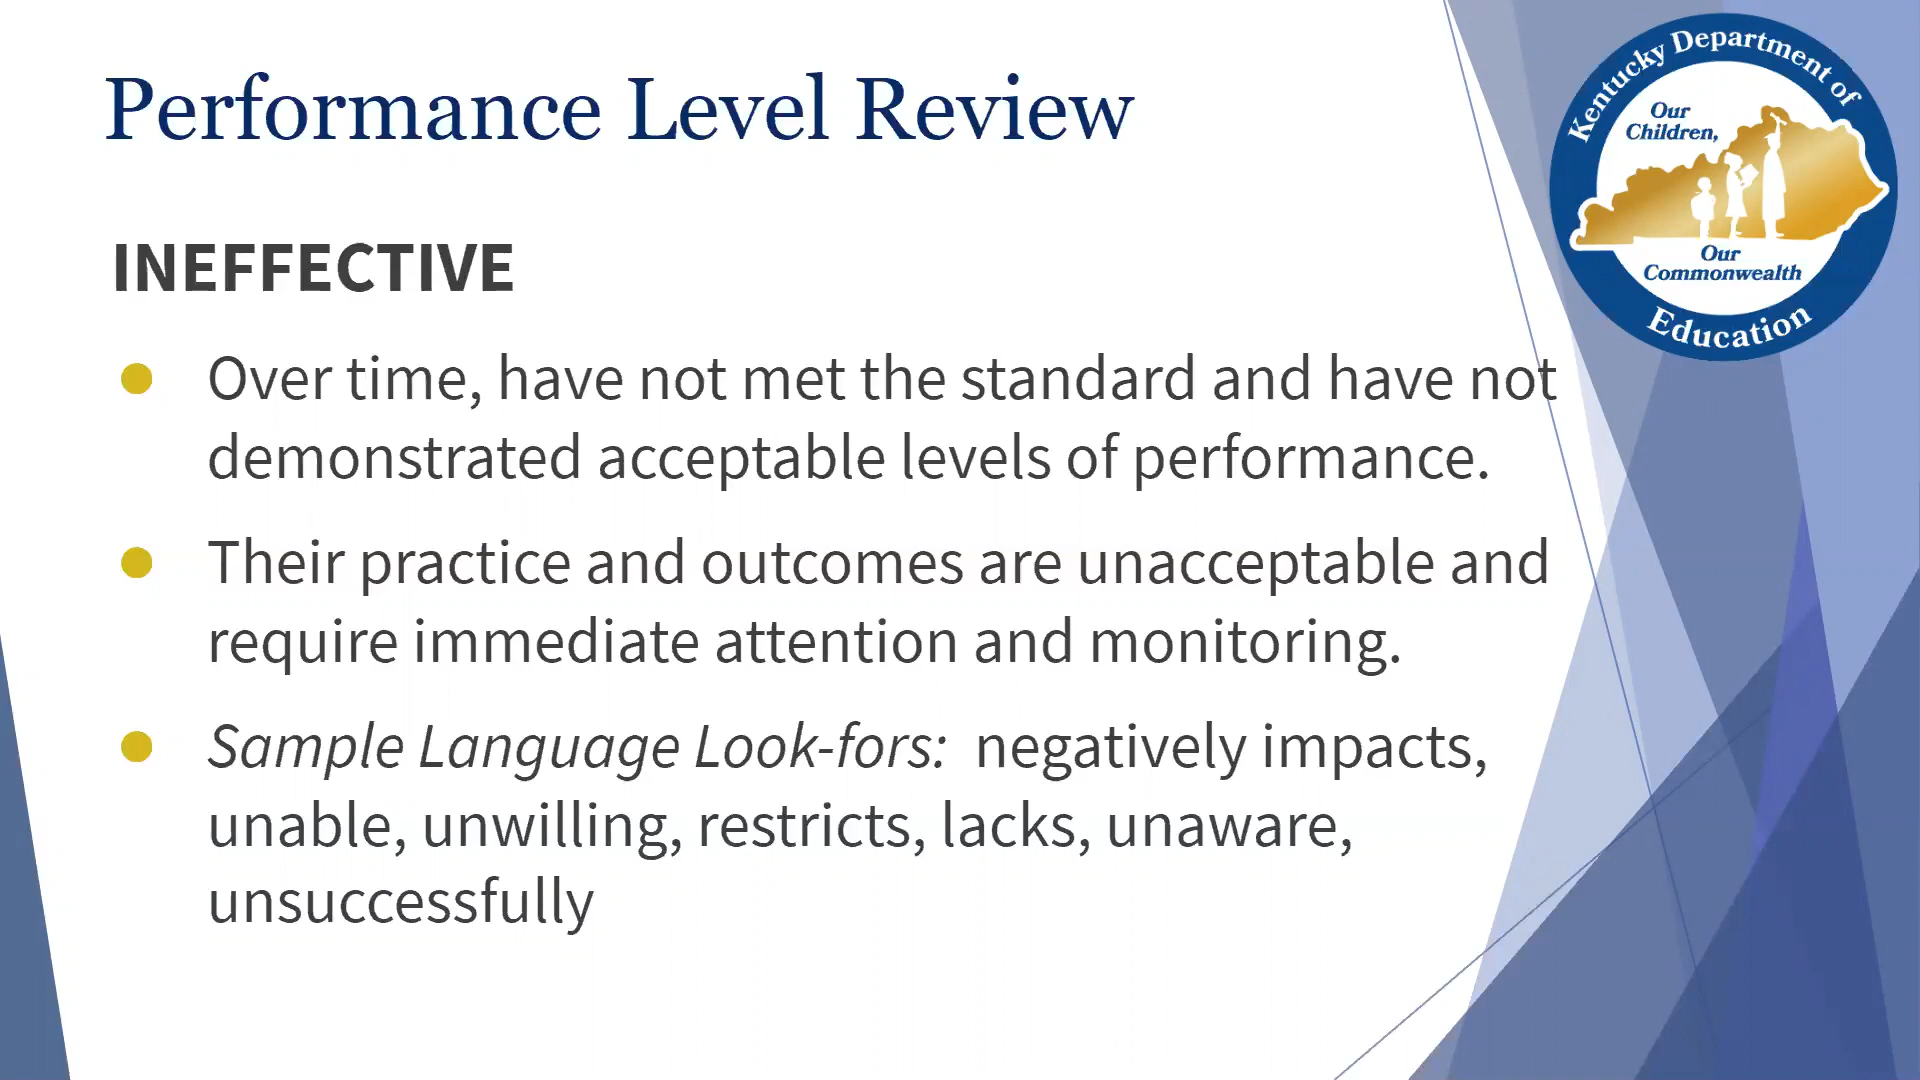 Performance Level Review
Kentucky Department of
Our
Children,
Our
Commonwealth
Education
INEFFECTIVE
Over time, have not met the standard and have not
demonstrated acceptable levels of performance.
Their practice and outcomes are unacceptable and
require immediate attention and monitoring.
Sample Language Look-fors:  negatively impacts,
unable, unwilling, restricts, lacks, unaware,
unsuccessfully